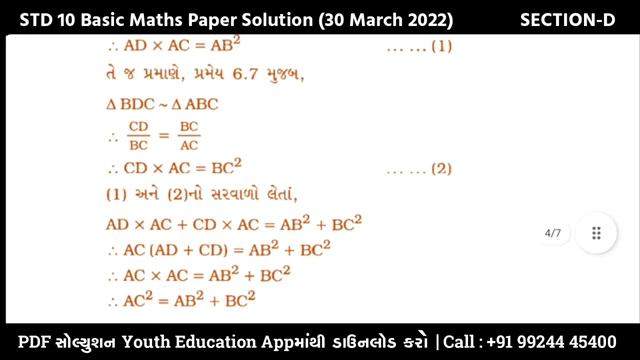 STD 10 Basic Maths Paper Solution (30 March 2022) SECTION-D
∴ AD × AC = AB² ... ... (1)
તે જ પ્રમાણે, પ્રમેય 6.7 મુજબ,
Δ BDC ~ Δ ABC
∴ CD/BC = BC/AC
∴ CD × AC = BC² ... ... (2)
(1) અને (2)નો સરવાળો લેતાં,
AD × AC + CD × AC = AB² + BC²
∴ AC (AD + CD) = AB² + BC²
∴ AC × AC = AB² + BC²
∴ AC² = AB² + BC²
4/7
PDF સોલ્યુશન Youth Education Appમાંથી ડાઉનલોડ કરો | Call : +91 99244 45400